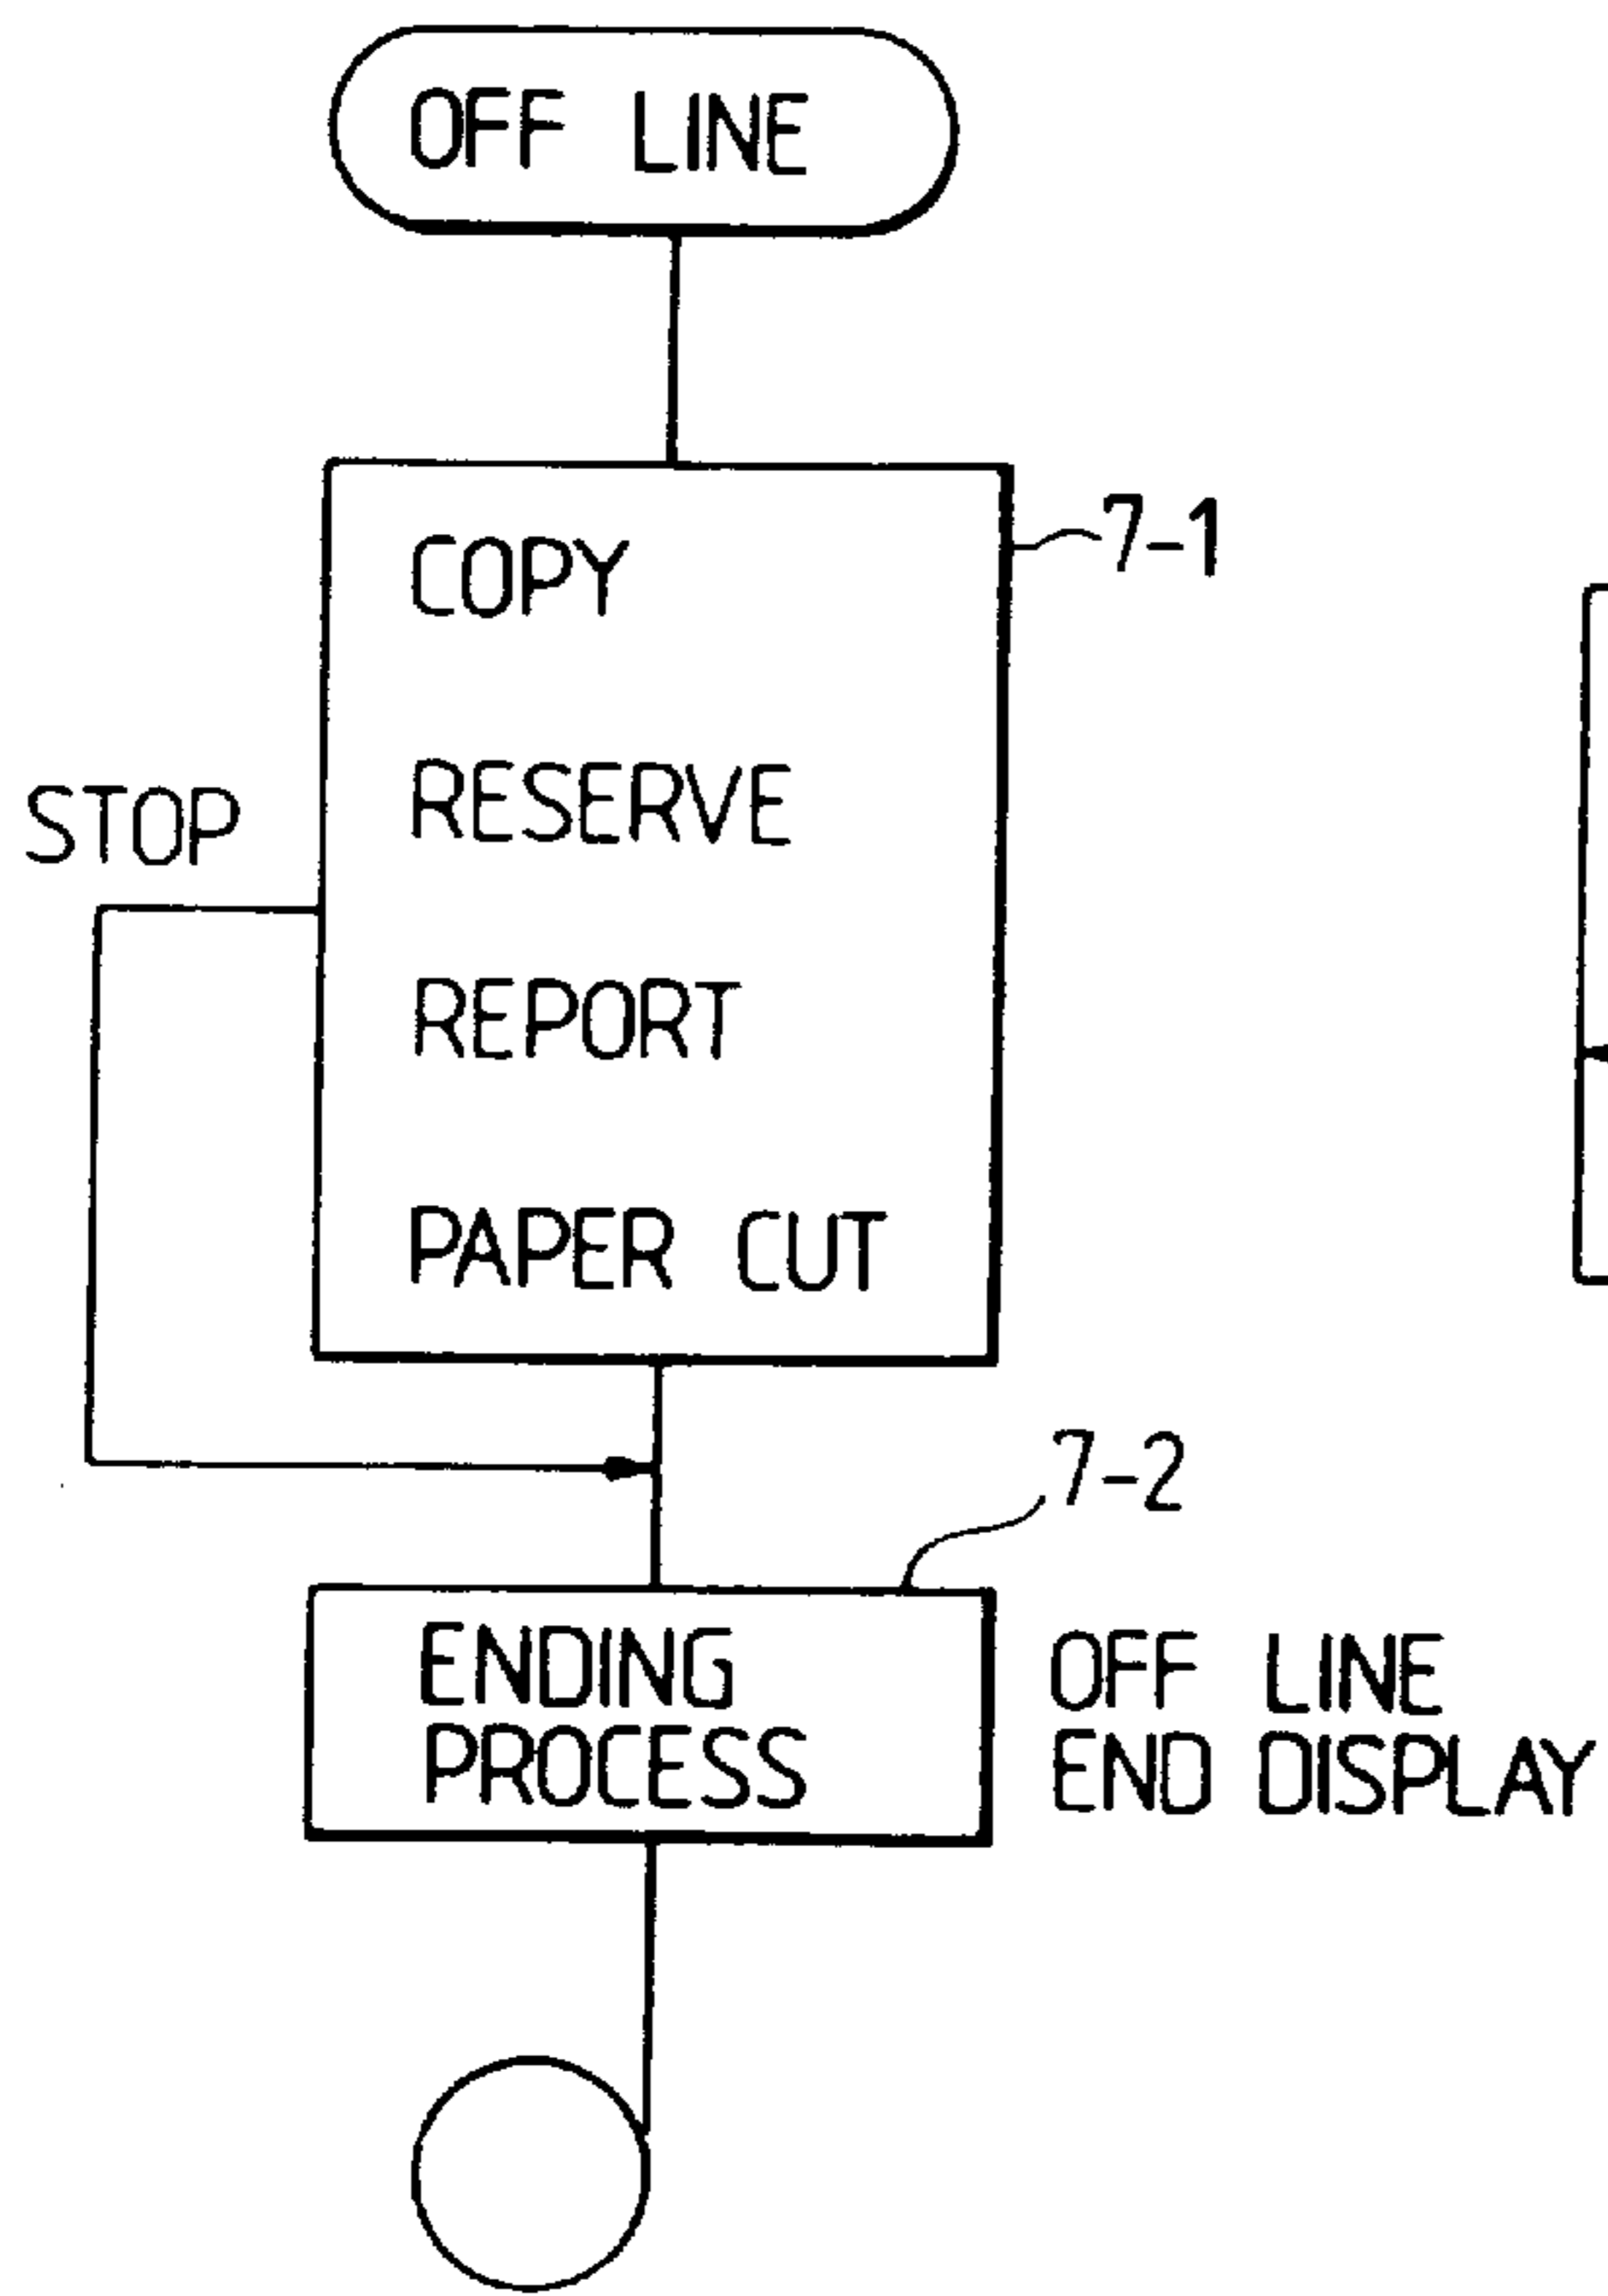 OFF LINE
COPY
7-1
RESERVE
STOP
REPORT
PAPER CUT
7-2
ENDING
PROCESS
OFF LINE
END DISPLAY